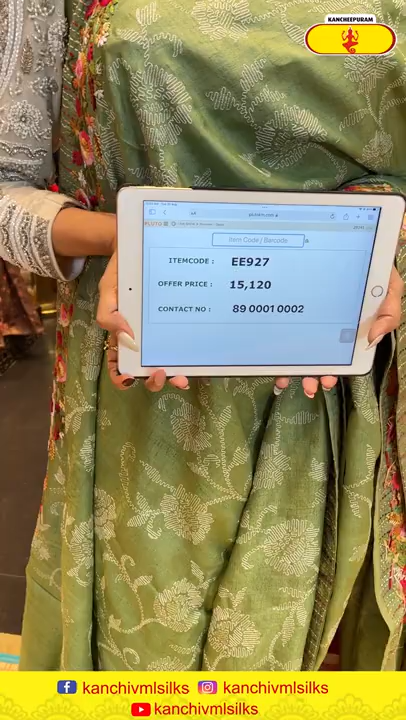 KANCHEEPURAM
Item Code / Barcode
ITEMCODE : EE927
OFFER PRICE : 15,120
CONTACT NO : 89 0001 0002
kanchivmlsilks kanchivmlsilks
kanchivmlsilks